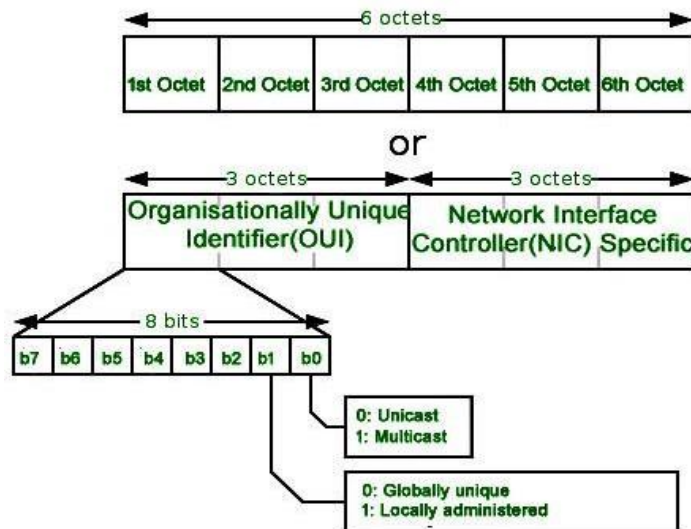 6 octets
1st Octet 2nd Octet 3rd Octet 4th Octet 5th Octet 6th Octet
or
3 octets 3 octets
Organisationally Unique
Identifier(OUI)
Network Interface
Controller(NIC) Specific
8 bits
b7 b6 b5 b4 b3 b2 b1 b0
0: Unicast
1: Multicast
0: Globally unique
1: Locally administered